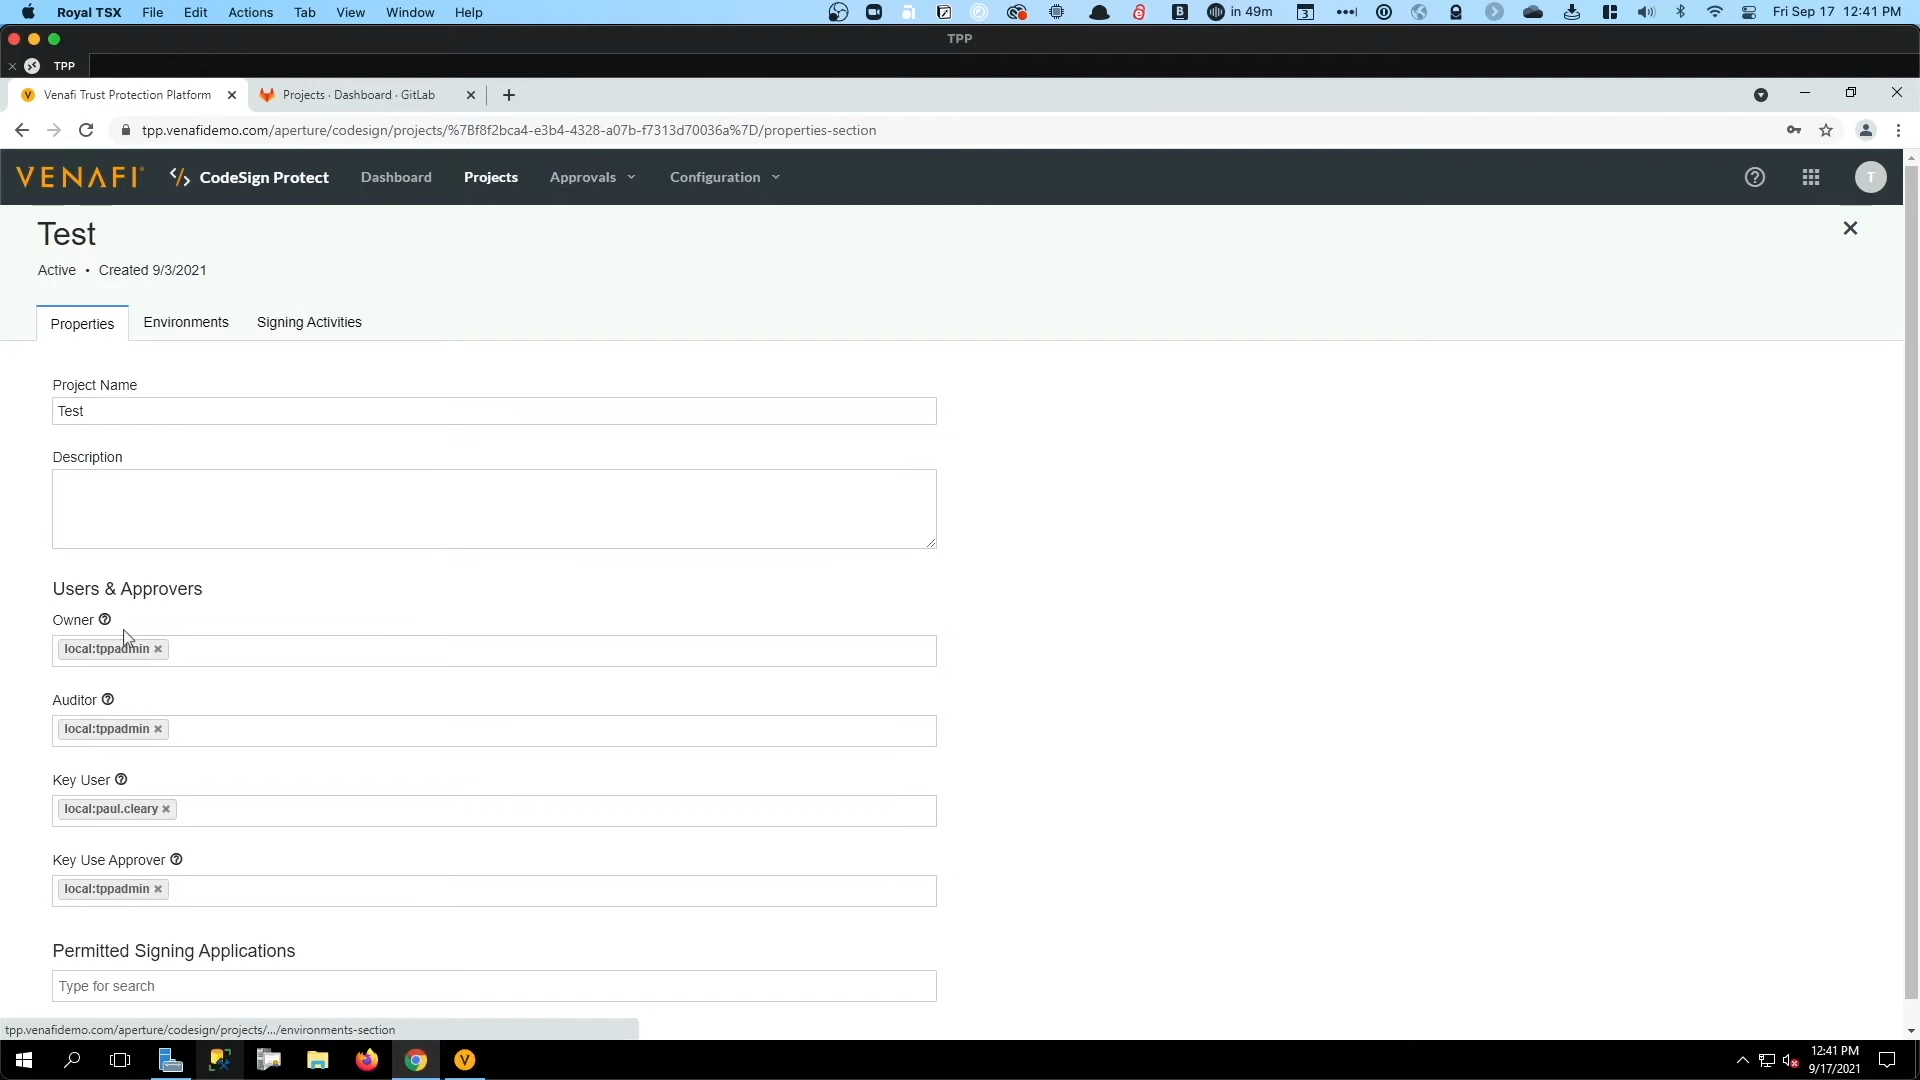 Royal TSX File Edit Actions Tab View Window Help in 49m 3 Fri Sep 17 12:41 PM
TPP
TPP
Venafi Trust Protection Platform Projects · Dashboard · GitLab
tpp.venafidemo.com/aperture/codesign/projects/%7Bf8f2bca4-e3b4-4328-a07b-f7313d70036a%7D/properties-section
VENAFI CodeSign Protect Dashboard Projects Approvals Configuration T
Test
Active • Created 9/3/2021
Properties Environments Signing Activities
Project Name
Test
Description
Users & Approvers
Owner
local:tppadmin
Auditor
local:tppadmin
Key User
local:paul.cleary
Key Use Approver
local:tppadmin
Permitted Signing Applications
Type for search
tpp.venafidemo.com/aperture/codesign/projects/.../environments-section
12:41 PM
9/17/2021